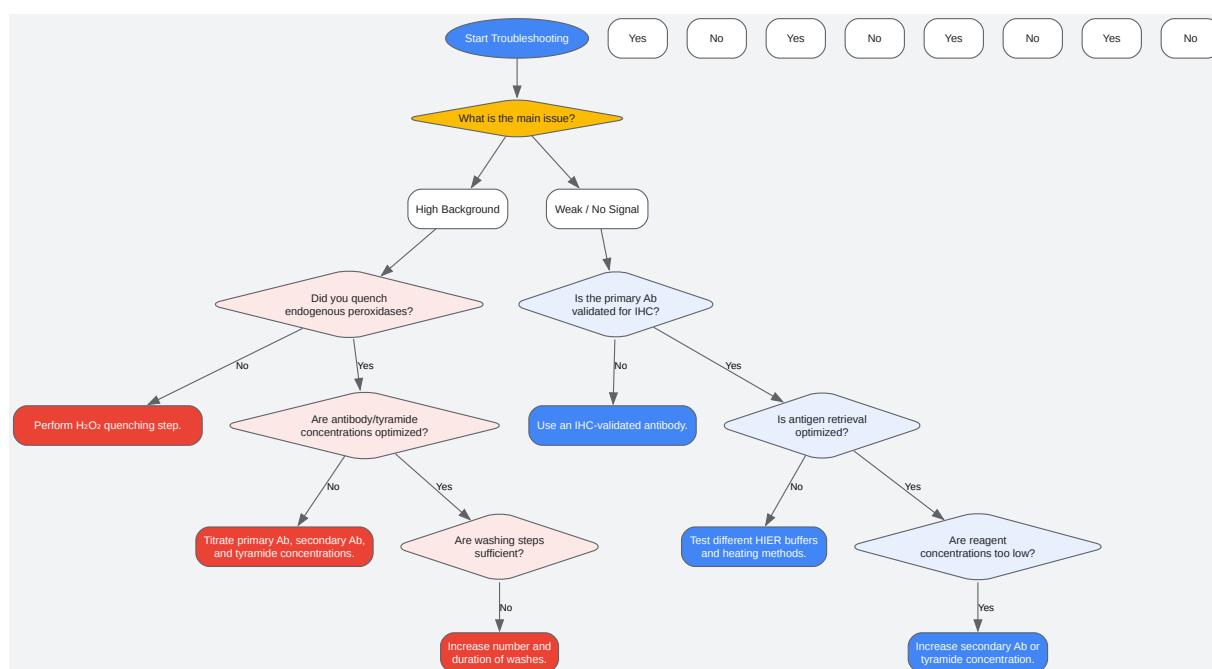 Start Troubleshooting
Yes
No
Yes
No
Yes
No
Yes
No
What is the main issue?
High Background
Weak / No Signal
Did you quench
endogenous peroxidases?
Is the primary Ab
validated for IHC?
No
Yes
No
Yes
Perform H₂O₂ quenching step.
Are antibody/tyramide
concentrations optimized?
Use an IHC-validated antibody.
Is antigen retrieval
optimized?
No
Yes
No
Yes
Titrate primary Ab, secondary Ab,
and tyramide concentrations.
Are washing steps
sufficient?
Test different HIER buffers
and heating methods.
Are reagent
concentrations too low?
No
Yes
Increase number and
duration of washes.
Increase secondary Ab or
tyramide concentration.